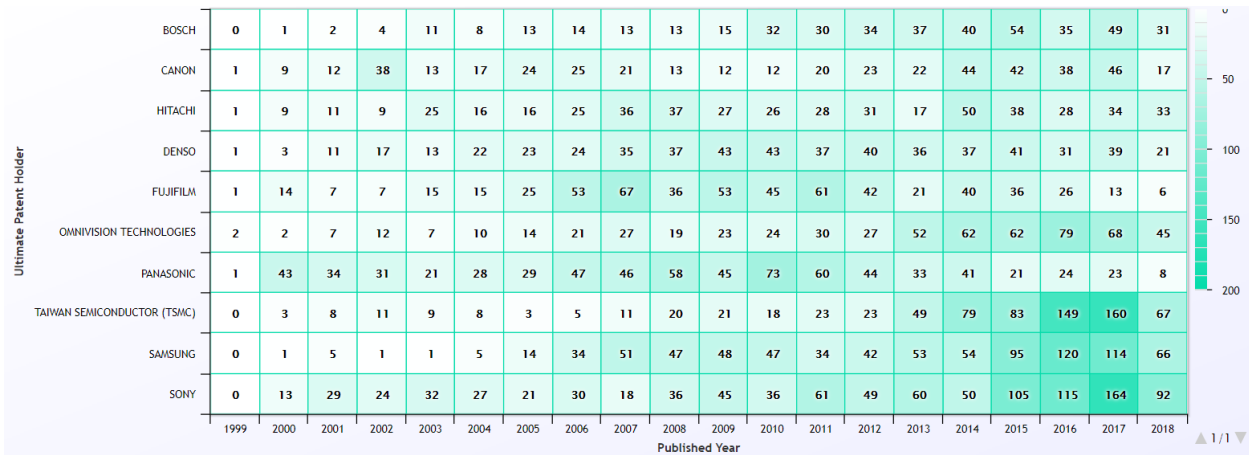 0
BOSCH 0 1 2 4 11 8 13 14 13 13 15 32 30 34 37 40 54 35 49 31
CANON 1 9 12 38 13 17 24 25 21 13 12 12 20 23 22 44 42 38 46 17
50
HITACHI 1 9 11 9 25 16 16 25 36 37 27 26 28 31 17 50 38 28 34 33
DENSO 1 3 11 17 13 22 23 24 35 37 43 43 37 40 36 37 41 31 39 21
100
Ultimate Patent Holder
FUJIFILM 1 14 7 7 15 15 25 53 67 36 53 45 61 42 21 40 36 26 13 6
OMNIVISION TECHNOLOGIES 2 2 7 12 7 10 14 21 27 19 23 24 30 27 52 62 62 79 68 45
150
PANASONIC 1 43 34 31 21 28 29 47 46 58 45 73 60 44 33 41 21 24 23 8
200
TAIWAN SEMICONDUCTOR (TSMC) 0 3 8 11 9 8 3 5 11 20 21 18 23 23 49 79 83 149 160 67
SAMSUNG 0 1 5 1 1 5 14 34 51 47 48 47 34 42 53 54 95 120 114 66
SONY 0 13 29 24 32 27 21 30 18 36 45 36 61 49 60 50 105 115 164 92
1999 2000 2001 2002 2003 2004 2005 2006 2007 2008 2009 2010 2011 2012 2013 2014 2015 2016 2017 2018
Published Year
1/1